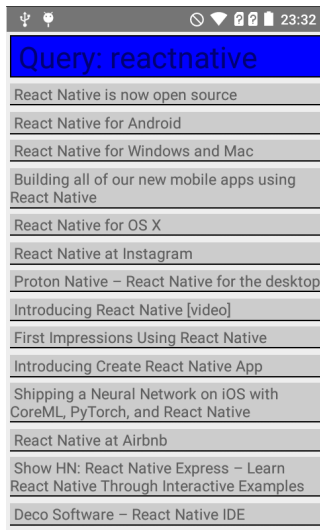 23:32
Query: reactnative
React Native is now open source
React Native for Android
React Native for Windows and Mac
Building all of our new mobile apps using
React Native
React Native for OS X
React Native at Instagram
Proton Native – React Native for the desktop
Introducing React Native [video]
First Impressions Using React Native
Introducing Create React Native App
Shipping a Neural Network on iOS with
CoreML, PyTorch, and React Native
React Native at Airbnb
Show HN: React Native Express – Learn
React Native Through Interactive Examples
Deco Software – React Native IDE